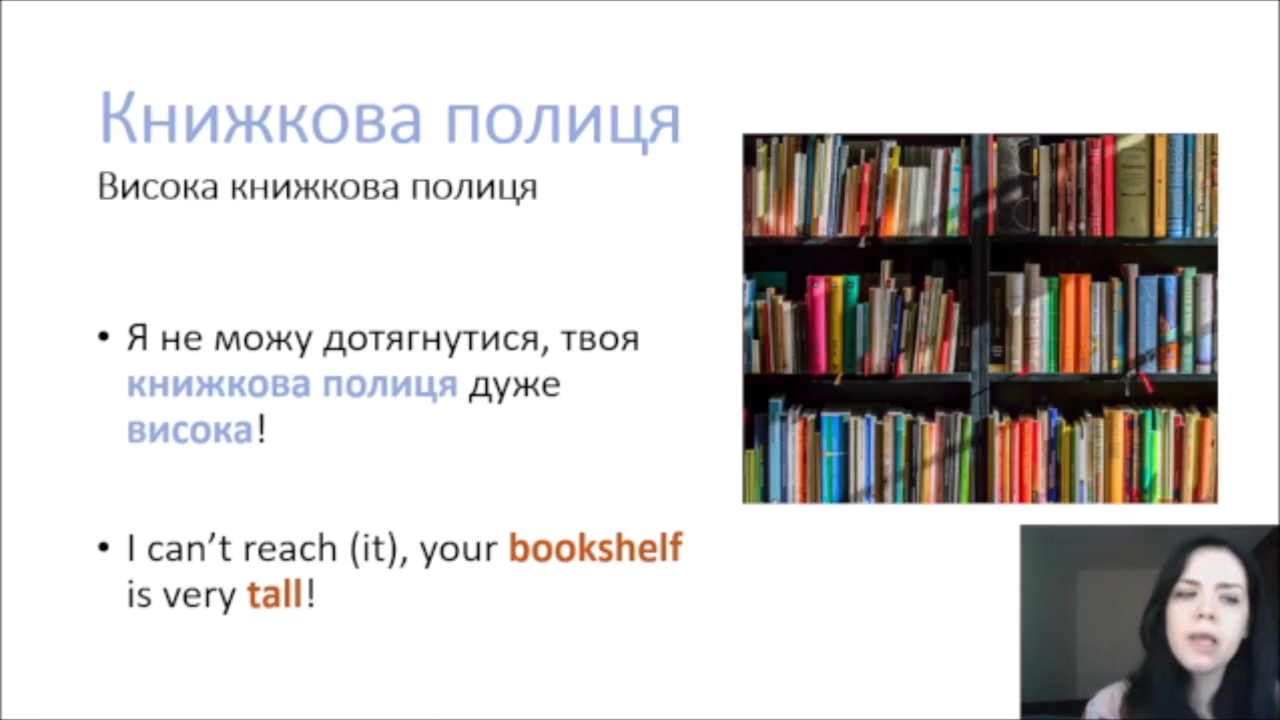 Книжкова полиця
Висока книжкова полиця
• Я не можу дотягнутися, твоя
книжкова полиця дуже
висока!
• I can’t reach (it), your bookshelf
is very tall!